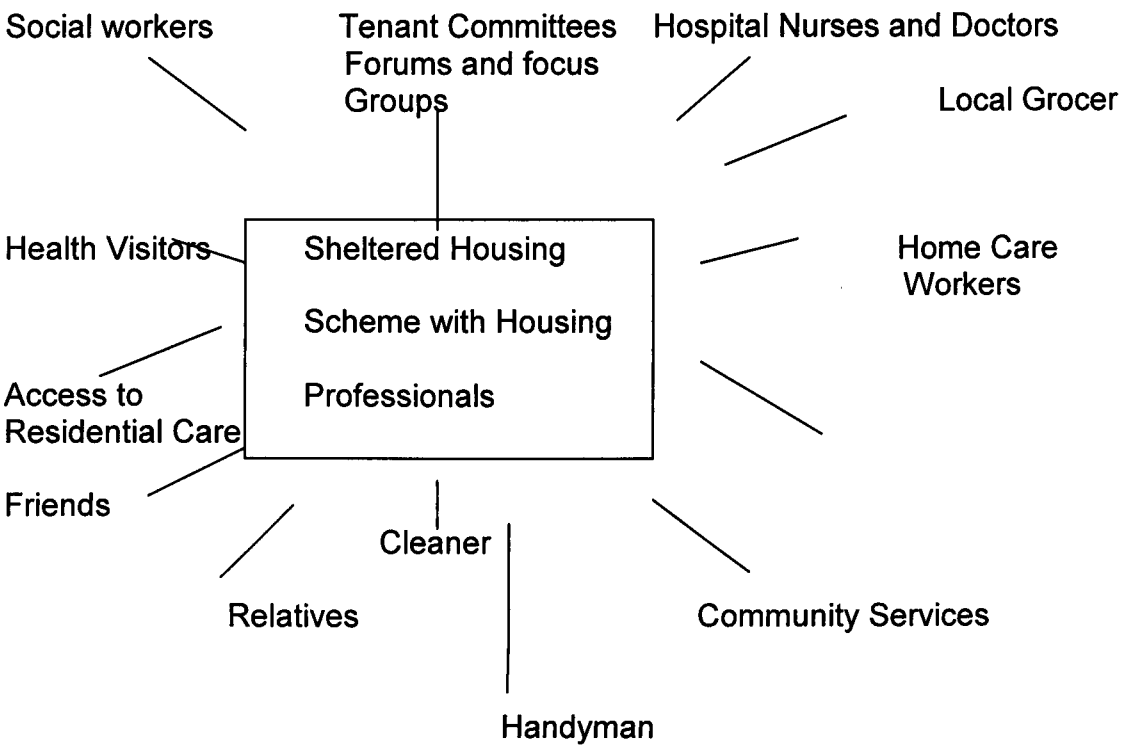 Social workers
Tenant Committees
Forums and focus
Groups
Hospital Nurses and Doctors
Local Grocer
Health Visitors
Sheltered Housing
Scheme with Housing
Professionals
Home Care
Workers
Access to
Residential Care
Friends
Cleaner
Relatives
Community Services
Handyman